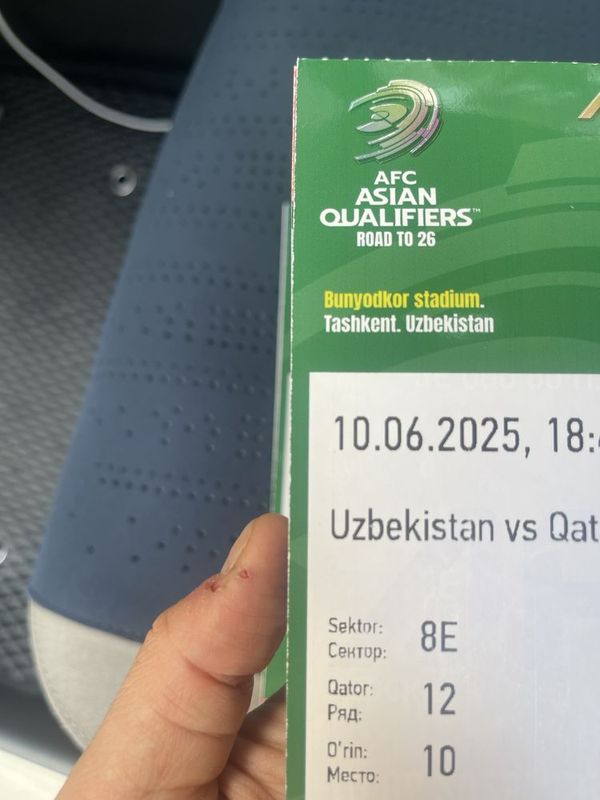 AFC
ASIAN
QUALIFIERS™
ROAD TO 26
Bunyodkor stadium.
Tashkent. Uzbekistan
10.06.2025, 18:
Uzbekistan vs Qat
Sektor: 8E
Сектор:
Qator: 12
Ряд:
O'rin: 10
Место: